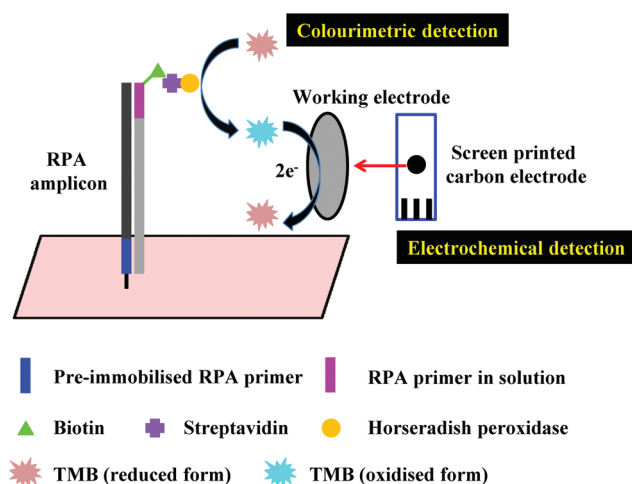 Colourimetric detection
Working electrode
RPA
amplicon
2e-
Screen printed
carbon electrode
Electrochemical detection
Pre-immobilised RPA primer
RPA primer in solution
Biotin
Streptavidin
Horseradish peroxidase
TMB (reduced form)
TMB (oxidised form)